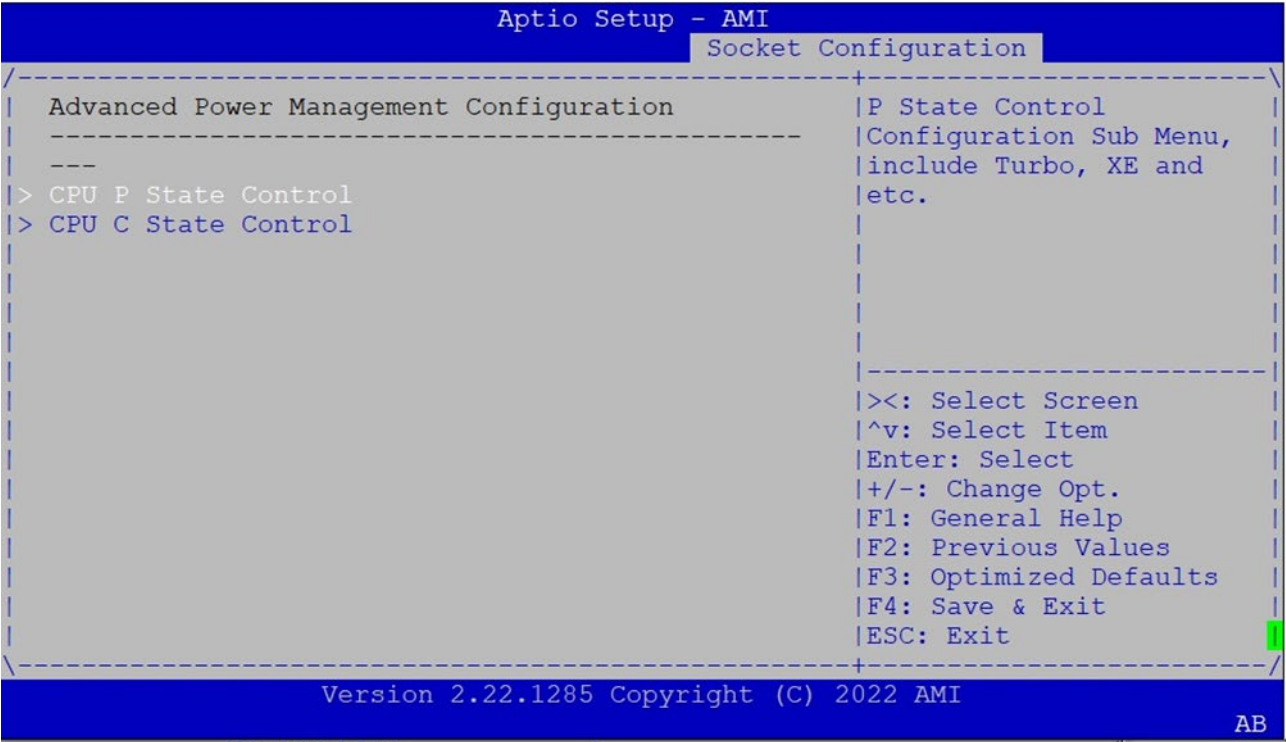 Aptio Setup - AMI
Socket Configuration
Advanced Power Management Configuration
---
> CPU P State Control
> CPU C State Control
P State Control
Configuration Sub Menu,
include Turbo, XE and
etc.
><: Select Screen
^v: Select Item
Enter: Select
+/-: Change Opt.
F1: General Help
F2: Previous Values
F3: Optimized Defaults
F4: Save & Exit
ESC: Exit
Version 2.22.1285 Copyright (C) 2022 AMI
AB